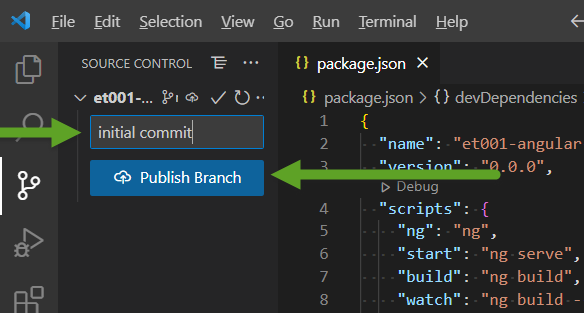 File Edit Selection View Go Run Terminal Help
SOURCE CONTROL
et001-...
initial commit
Publish Branch
package.json
package.json > devDependencies
1 {
2 "name": "et001-angular
3 "version": "0.0.0",
Debug
4 "scripts": {
5 "ng": "ng",
6 "start": "ng serve",
7 "build": "ng build",
8 "watch": "ng build -